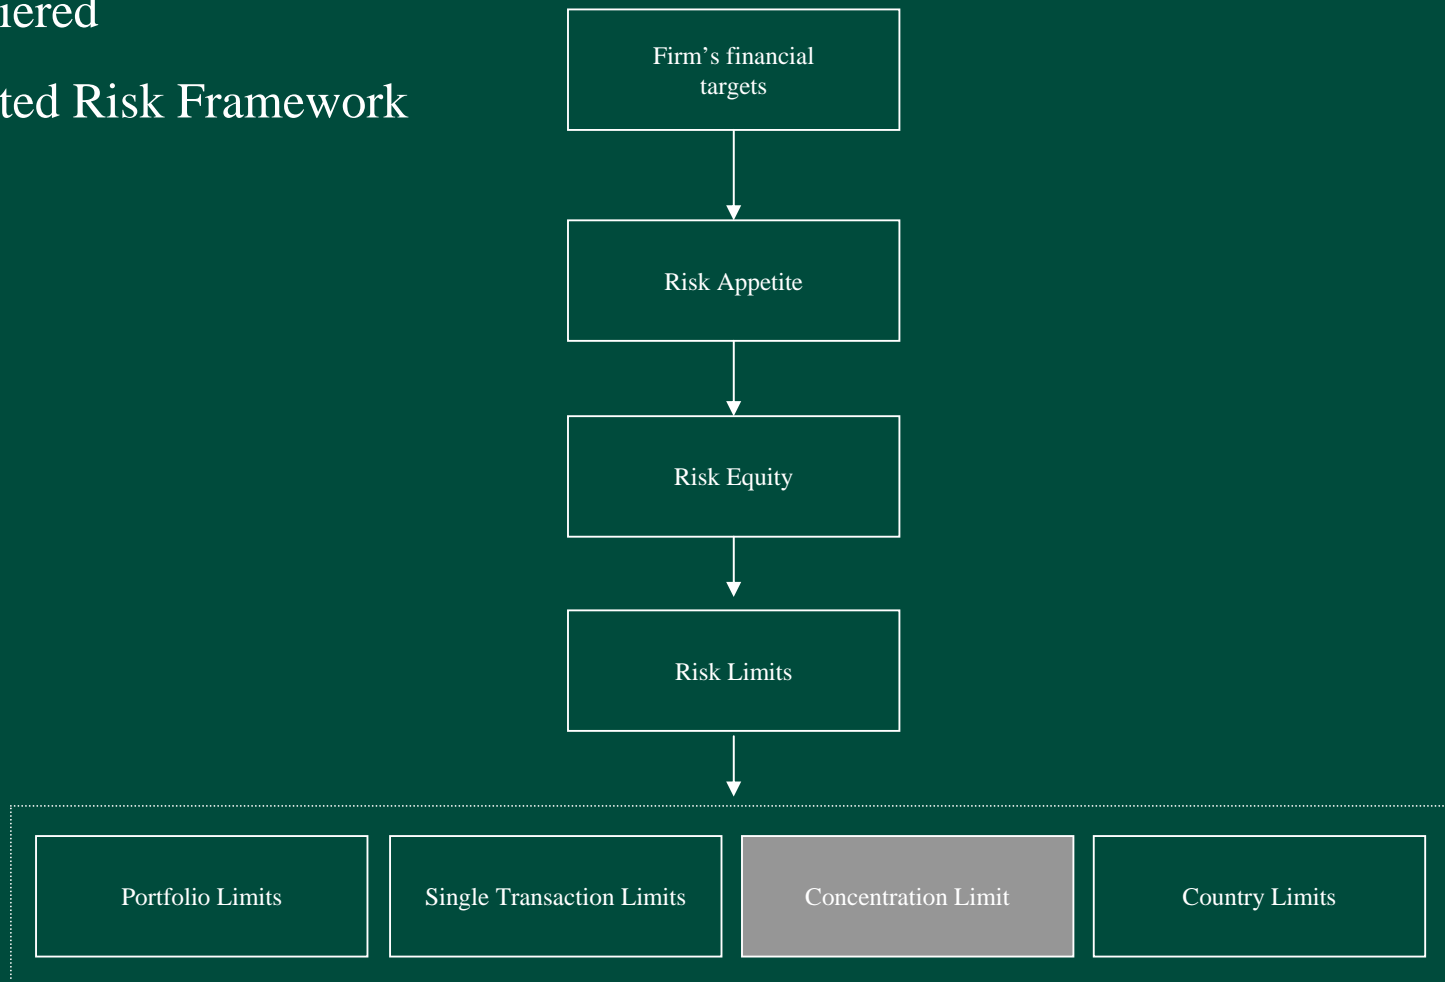 iered
ted Risk Framework
Firm’s financial
targets
Risk Appetite
Risk Equity
Risk Limits
Portfolio Limits
Single Transaction Limits
Concentration Limit
Country Limits